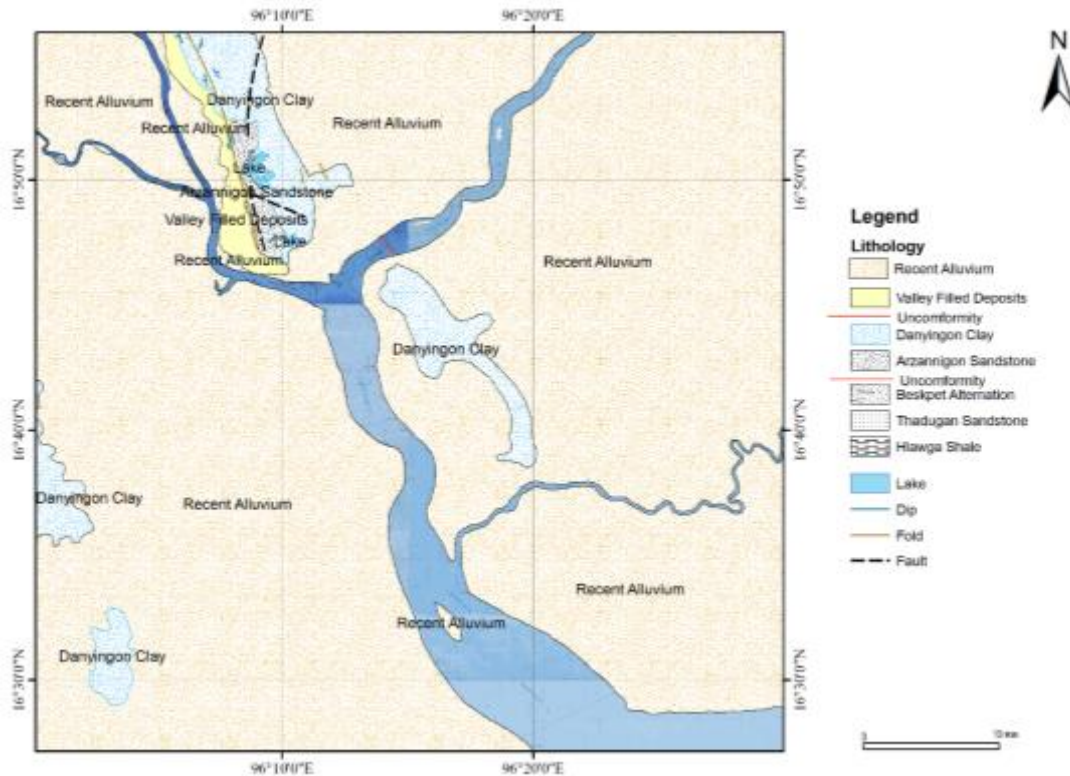 96°10'0"E
96°20'0"E
N
Recent Alluvium
Danyingon Clay
Recent Alluvium
Recent Alluvium
Lake
16°50'0"N
16°50'0"N
Arzannigon Sandstone
Valley Filled Deposits
Lake
Recent Alluvium
Recent Alluvium
Danyingon Clay
16°40'0"N
16°40'0"N
Danyingon Clay
Recent Alluvium
Recent Alluvium
Recent Alluvium
Danyingon Clay
16°30'0"N
16°30'0"N
96°10'0"E
96°20'0"E
Legend
Lithology
Recent Alluvium
Valley Filled Deposits
Uncomformity
Danyingon Clay
Arzannigon Sandstone
Uncomformity
Beskpet Alternation
Thadugan Sandstone
Hlawga Shale
Lake
Dip
Fold
Fault
0